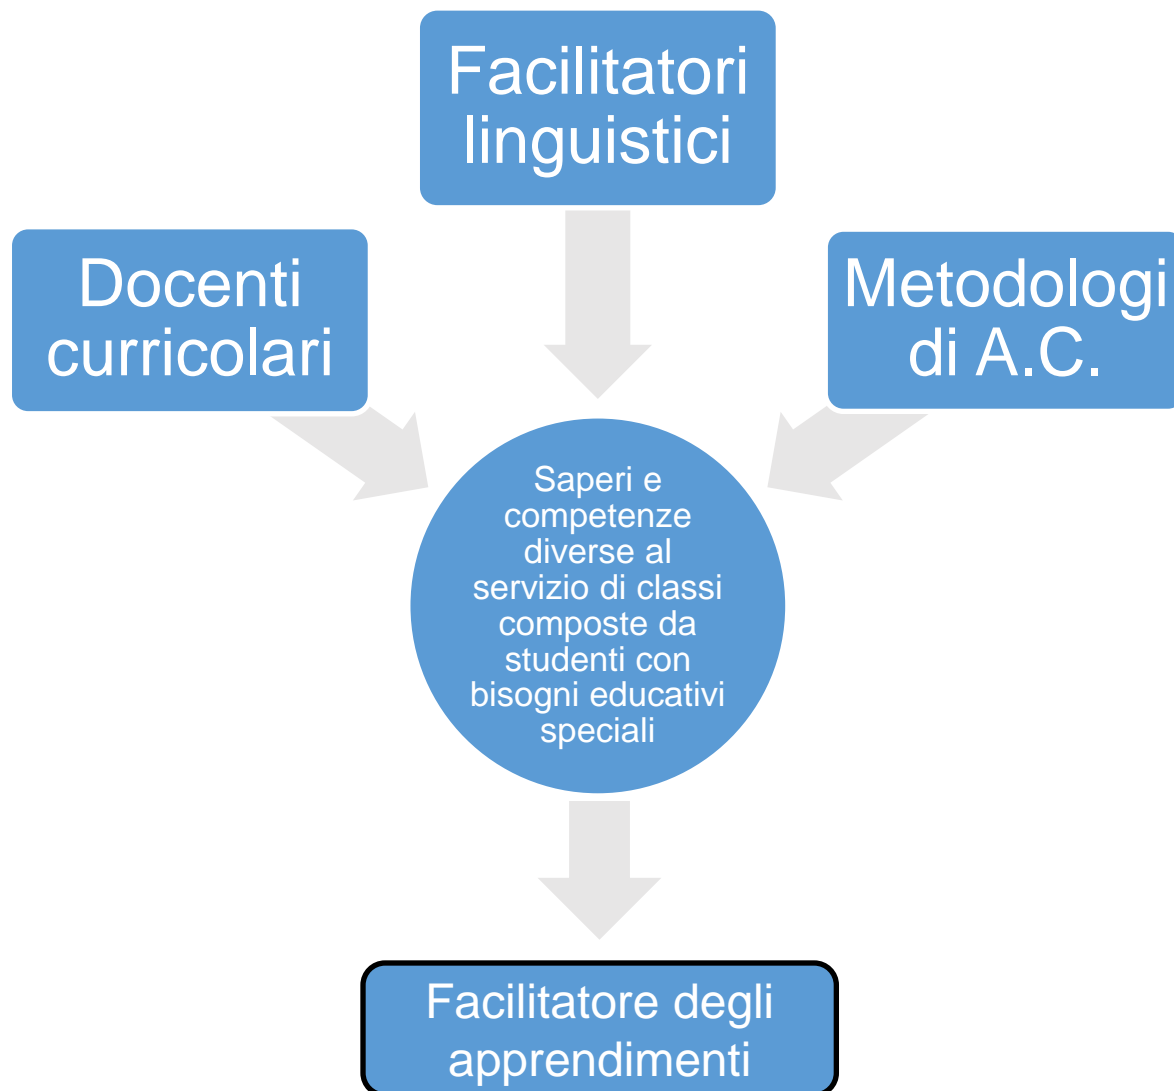 Facilitatori
linguistici
Docenti
curricolari
Metodologi
di A.C.
Saperi e
competenze
diverse al
servizio di classi
composte da
studenti con
bisogni educativi
speciali
Facilitatore degli
apprendimenti